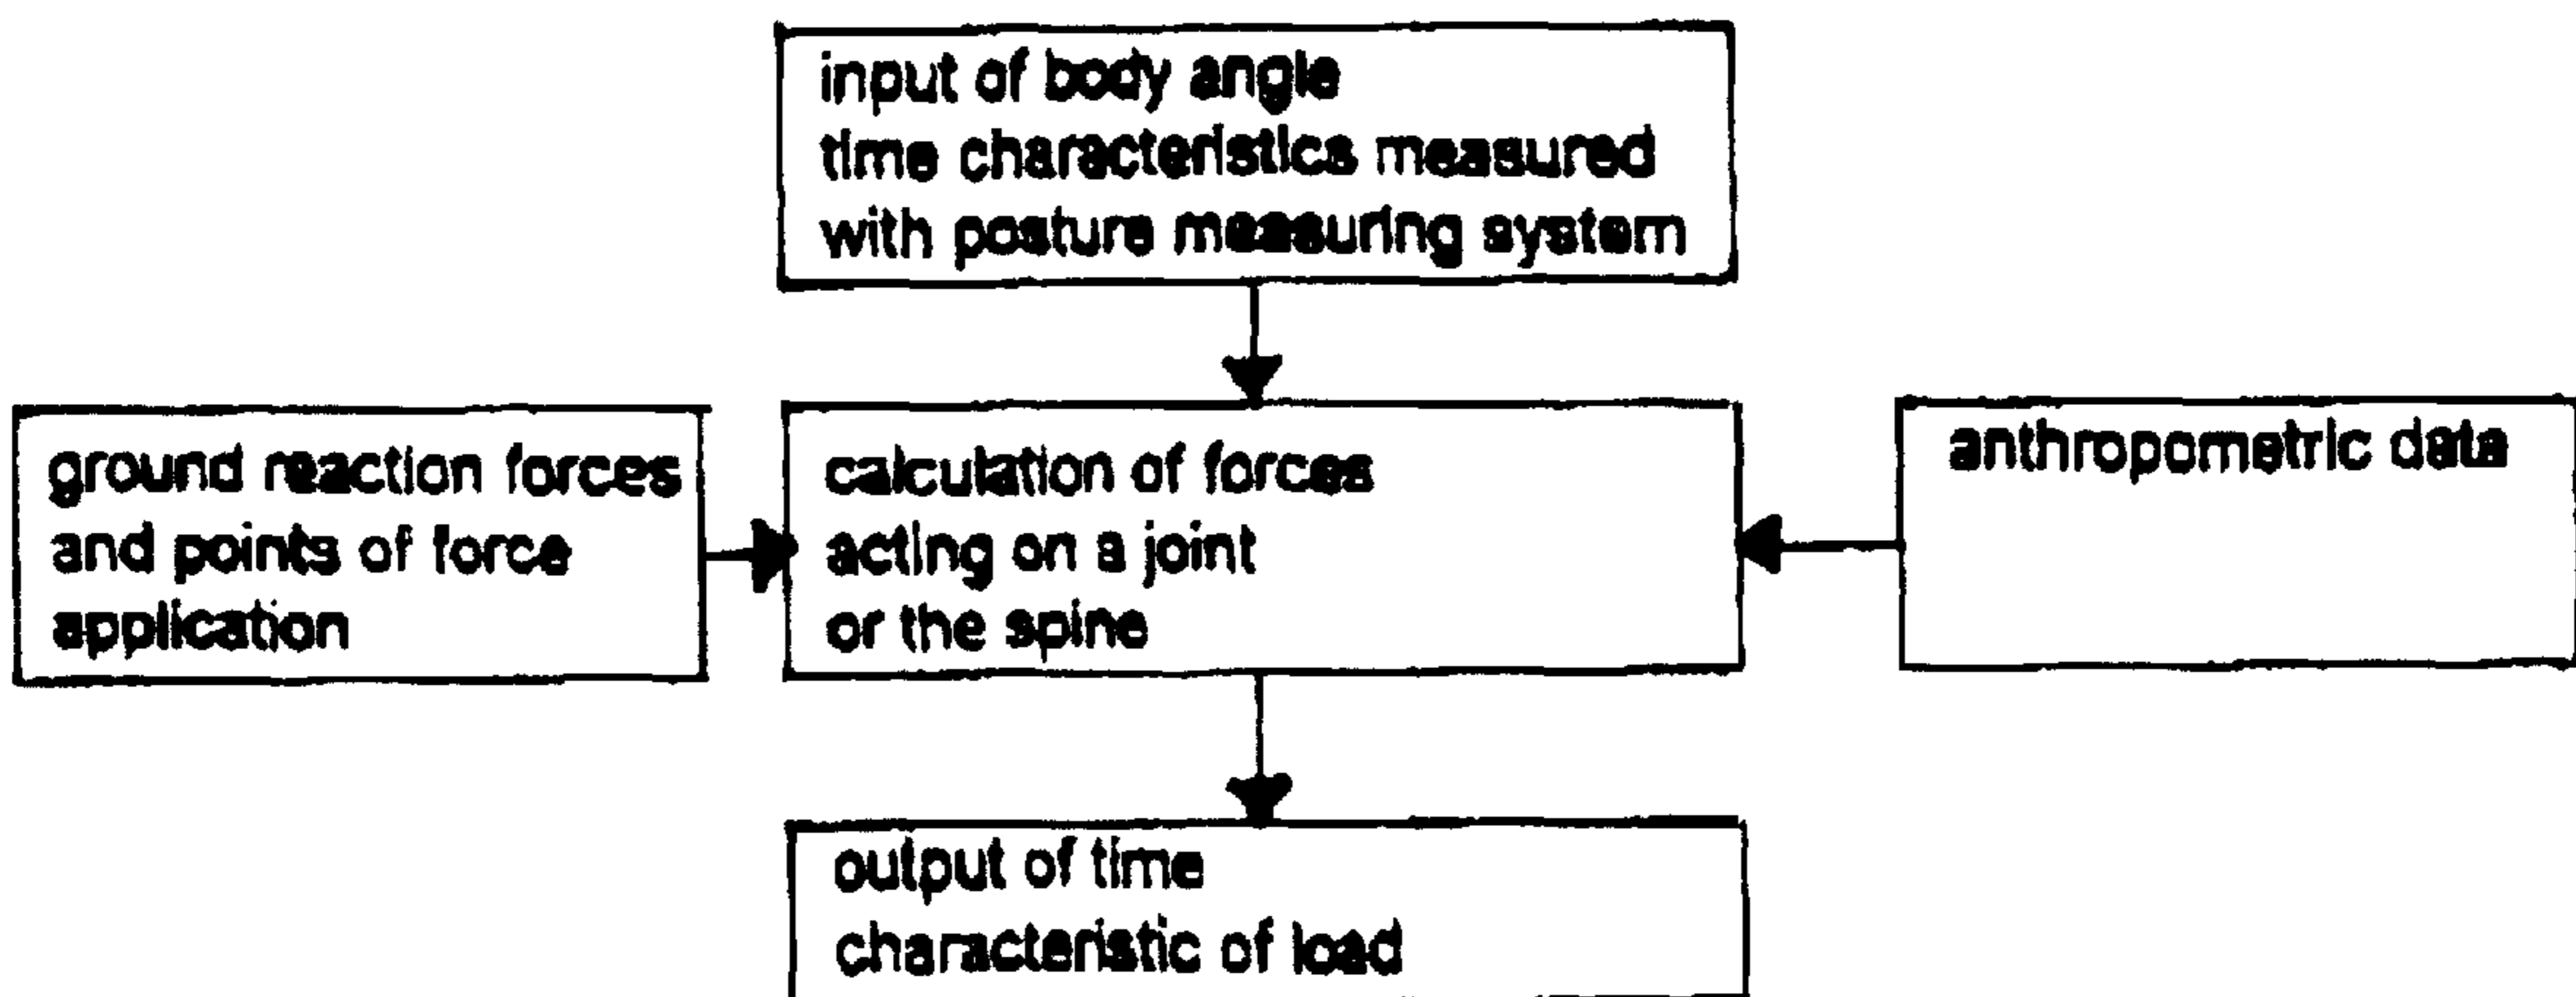 input of body angle
time characteristics measured
with posture measuring system
ground reaction forces
and points of force
application
calculation of forces
acting on a joint
or the spine
anthropometric data
output of time
characteristic of load